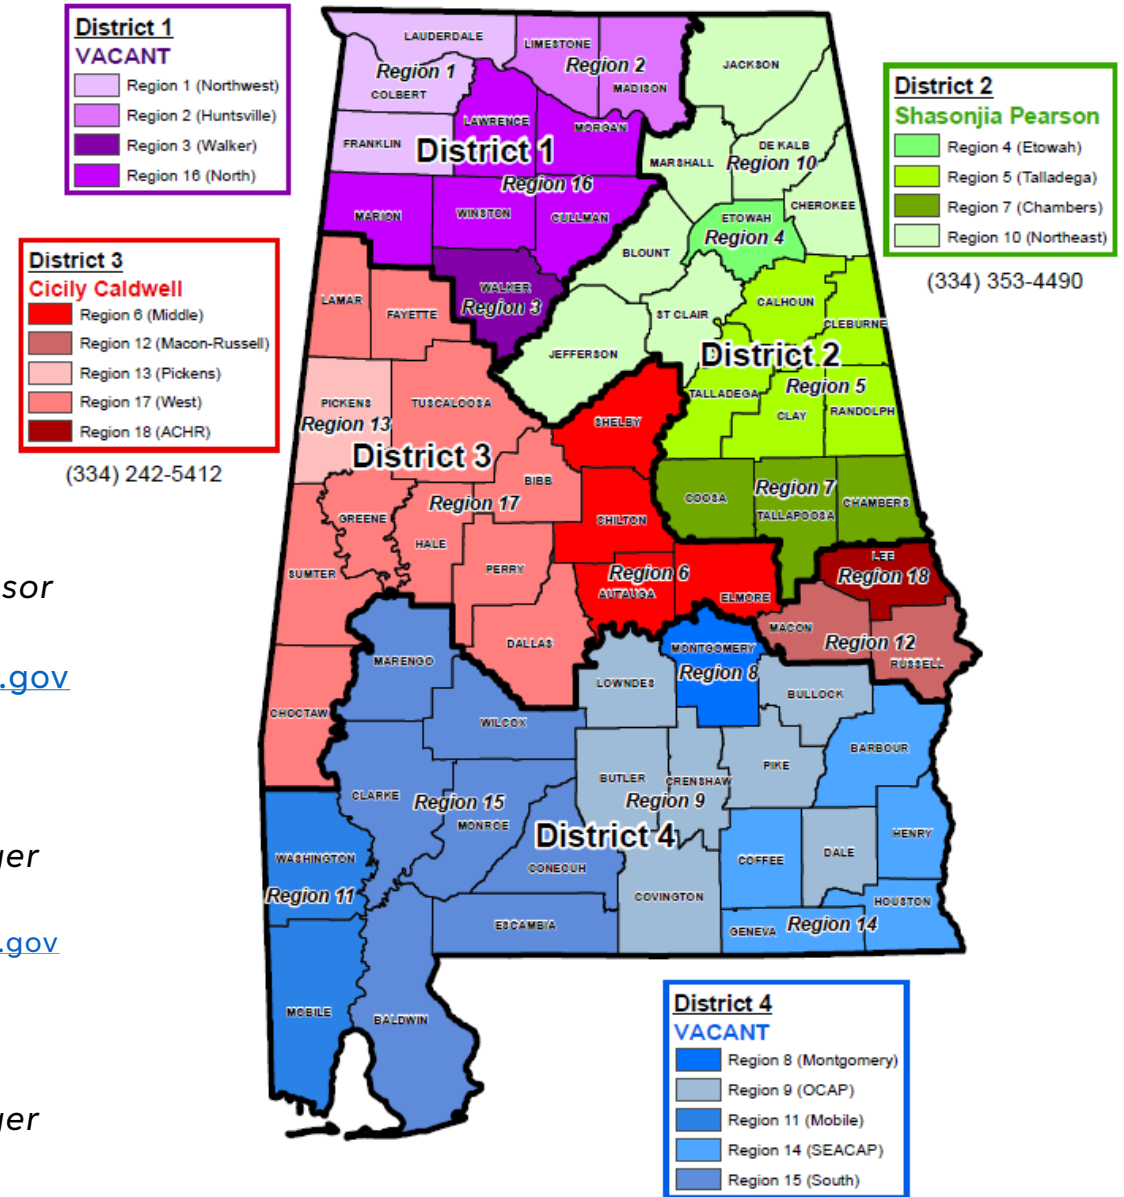 District 1
VACANT
Region 1 (Northwest)
Region 2 (Huntsville)
Region 3 (Walker)
Region 16 (North)
District 2
Shasonjia Pearson
Region 4 (Etowah)
Region 5 (Talladega)
Region 7 (Chambers)
Region 10 (Northeast)
(334) 353-4490
District 3
Cicily Caldwell
Region 6 (Middle)
Region 12 (Macon-Russell)
Region 13 (Pickens)
Region 17 (West)
Region 18 (ACHR)
(334) 242-5412
sor
.gov
ger
.gov
ger
LAUDERDALE
LIMESTONE
Region 1
Region 2
JACKSON
COLBERT
MADISON
LAWRENCE
MORGAN
FRANKLIN
District 1
DE KALB
MARSHALL
Region 10
Region 16
MARION
WINSTON
CULLMAN
CHEROKEE
ETOWAH
Region 4
BLOUNT
WALKER
Region 3
LAMAR
FAYETTE
ST CLAIR
CALHOUN
CLEBURNE
JEFFERSON
District 2
Region 5
TALLADEGA
PICKENS
Region 13
TUSCALOOSA
SHELBY
CLAY
RANDOLPH
District 3
BIBB
Region 7
COOSA
TALLAPOOSA
CHAMBERS
Region 17
GREENE
CHILTON
HALE
LEE
Region 18
SUMTER
PERRY
Region 6
AUTAUGA
ELMORE
MACON
Region 12
RUSSELL
DALLAS
MONTGOMERY
Region 8
MARENGO
LOWNDES
BULLOCK
CHOCTAW
WILCOX
BARBOUR
PIKE
BUTLER
CRENSHAW
CLARKE
Region 15
Region 9
MONROE
District 4
HENRY
WASHINGTON
COFFEE
DALE
CONECUH
Region 11
COVINGTON
HOUSTON
ESCAMBIA
GENEVA
Region 14
MOBILE
BALDWIN
District 4
VACANT
Region 8 (Montgomery)
Region 9 (OCAP)
Region 11 (Mobile)
Region 14 (SEACAP)
Region 15 (South)